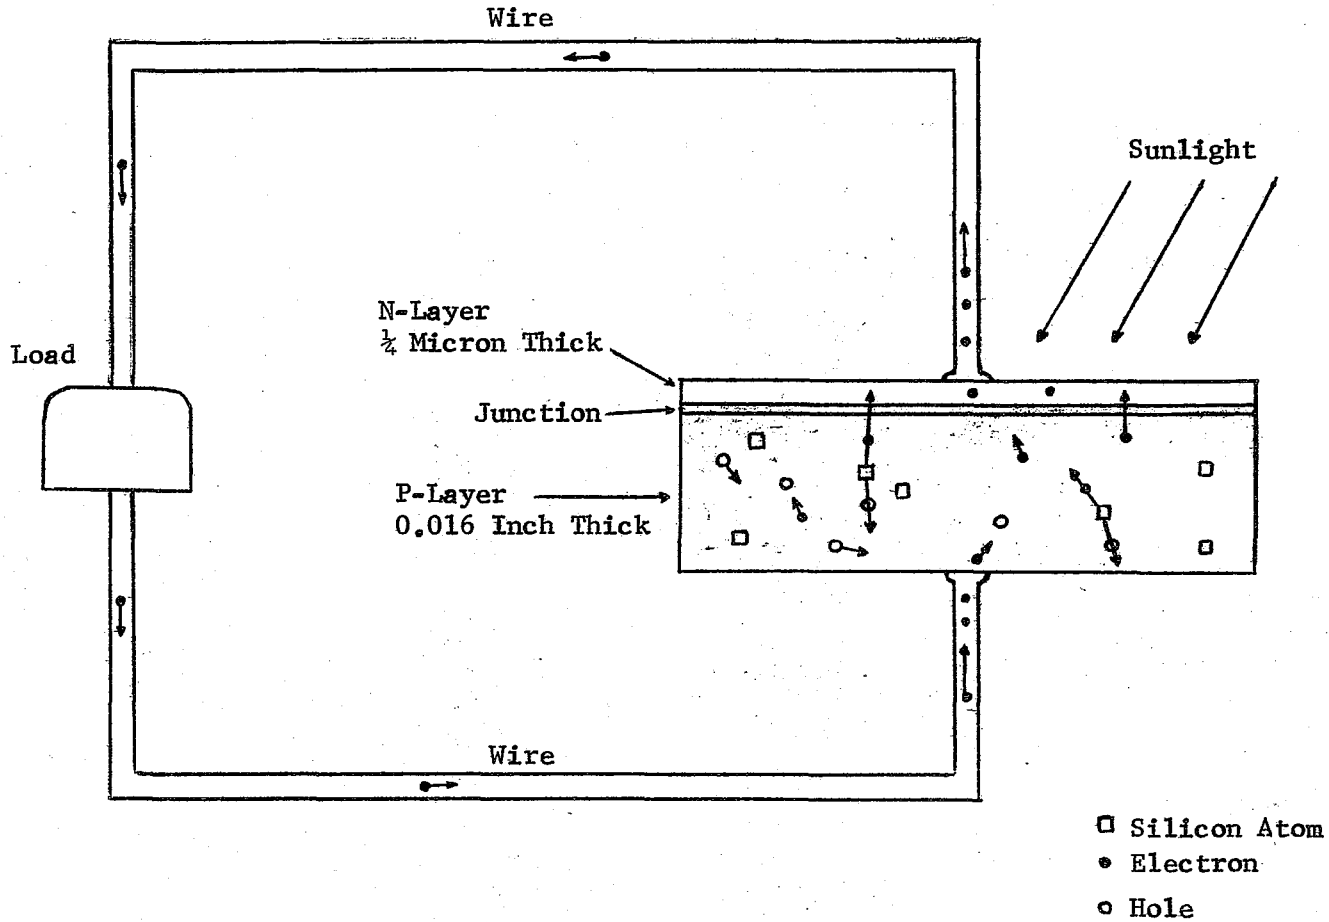 Wire
Sunlight
N-Layer
¼ Micron Thick
Load
Junction
P-Layer
0.016 Inch Thick
Wire
Silicon Atom
Electron
Hole